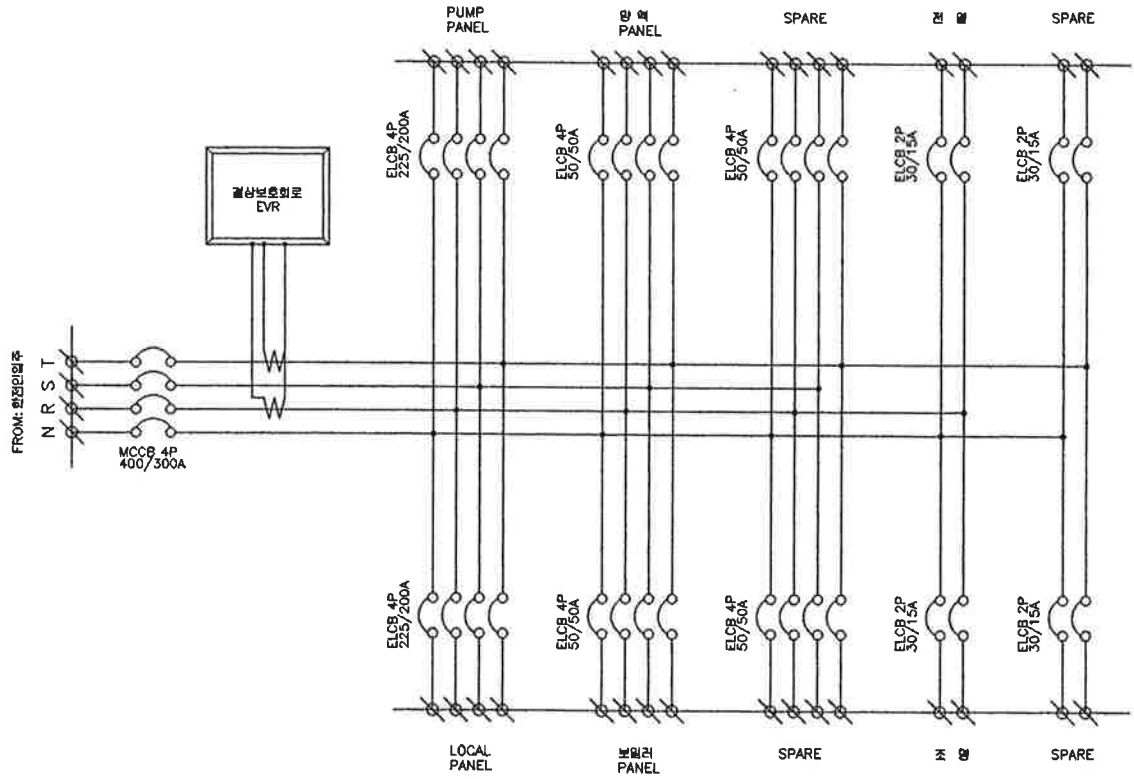 PUMP
PANEL
양 액
PANEL
SPARE
전 열
SPARE
ELCB 4P
225/200A
ELCB 4P
50/50A
ELCB 4P
50/50A
ELCB 2P
30/15A
ELCB 2P
30/15A
결상보호회로
EVR
FROM: 한전인입주
T
S
R
N
MCCB 4P
400/300A
ELCB 4P
225/200A
ELCB 4P
50/50A
ELCB 4P
50/50A
ELCB 2P
30/15A
ELCB 2P
30/15A
LOCAL
PANEL
보일러
PANEL
SPARE
조 명
SPARE